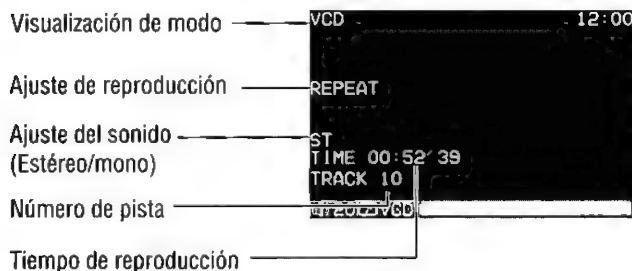 Visualización de modo
VCD 12:00
Ajuste de reproducción
REPEAT
Ajuste del sonido
(Estéreo/mono)
ST
TIME 00:52' 39
TRACK 10
Número de pista
VCD
Tiempo de reproducción